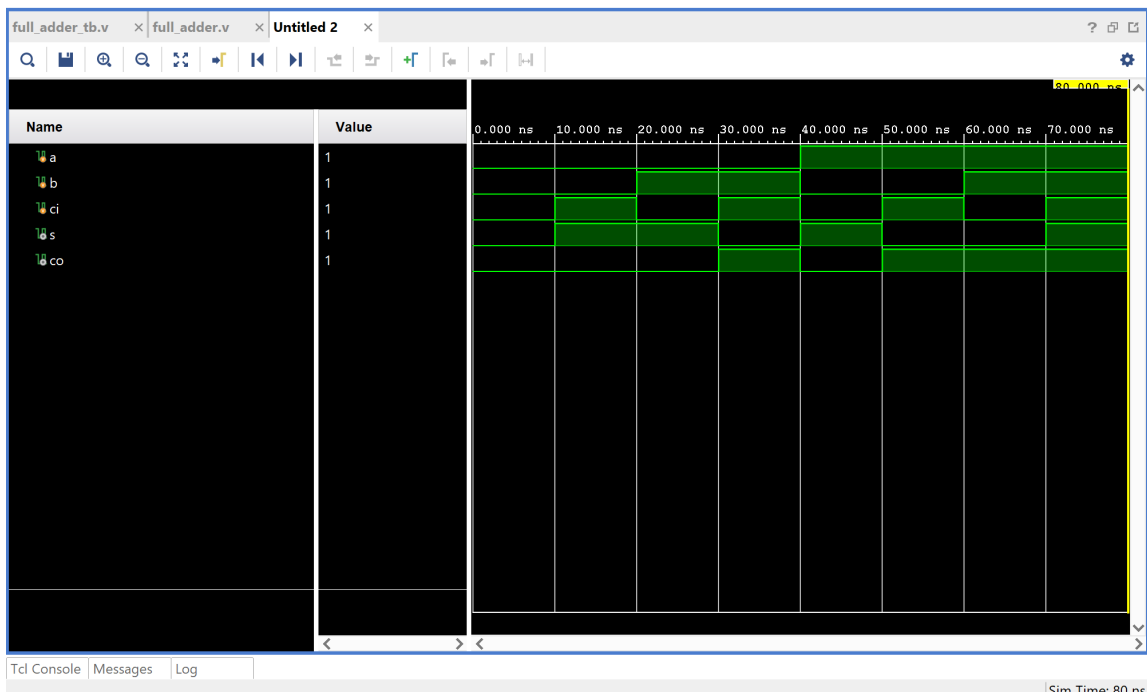 full_adder_tb.v × full_adder.v × Untitled 2 × ?
80.000 ns
Name Value
0.000 ns 10.000 ns 20.000 ns 30.000 ns 40.000 ns 50.000 ns 60.000 ns 70.000 ns
a 1
b 1
ci 1
s 1
co 1
Tcl Console Messages Log
Sim Time: 80 ns